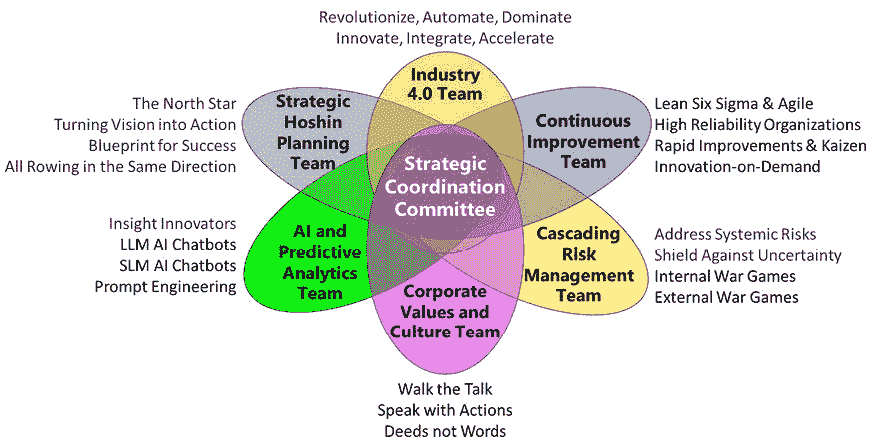 Revolutionize, Automate, Dominate
Innovate, Integrate, Accelerate
Industry
4.0 Team
The North Star
Turning Vision into Action
Blueprint for Success
All Rowing in the Same Direction
Strategic
Hoshin
Planning
Team
Continuous
Improvement
Team
Lean Six Sigma & Agile
High Reliability Organizations
Rapid Improvements & Kaizen
Innovation-on-Demand
Strategic
Coordination
Committee
Insight Innovators
LLM AI Chatbots
SLM AI Chatbots
Prompt Engineering
AI and
Predictive
Analytics
Team
Cascading
Risk
Management
Team
Address Systemic Risks
Shield Against Uncertainty
Internal War Games
External War Games
Corporate
Values and
Culture Team
Walk the Talk
Speak with Actions
Deeds not Words